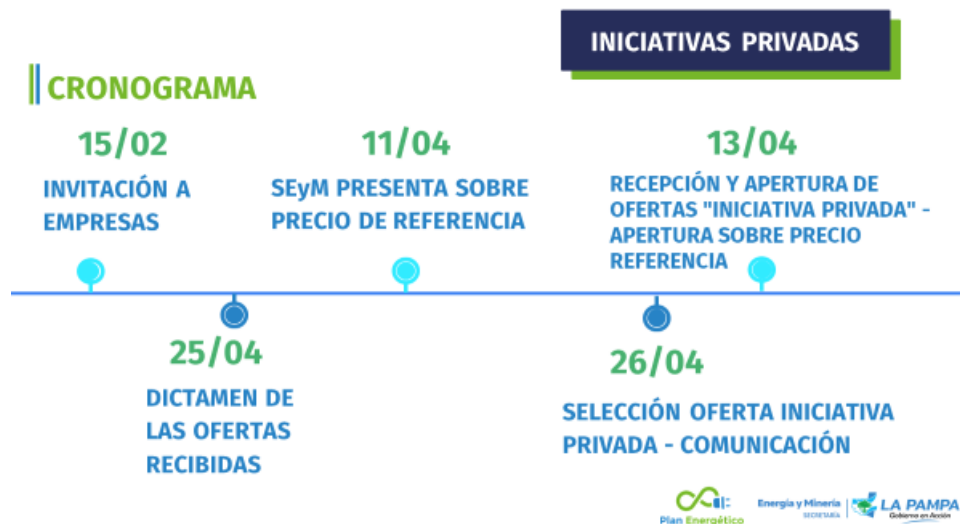 INICIATIVAS PRIVADAS
CRONOGRAMA
15/02
INVITACIÓN A
EMPRESAS
11/04
SEyM PRESENTA SOBRE
PRECIO DE REFERENCIA
13/04
RECEPCIÓN Y APERTURA DE
OFERTAS "INICIATIVA PRIVADA" -
APERTURA SOBRE PRECIO
REFERENCIA
25/04
DICTAMEN DE
LAS OFERTAS
RECIBIDAS
26/04
SELECCIÓN OFERTA INICIATIVA
PRIVADA - COMUNICACIÓN
Plan Energético
Energía y Minería
SECRETARÍA
LA PAMPA
Gobierno en Acción